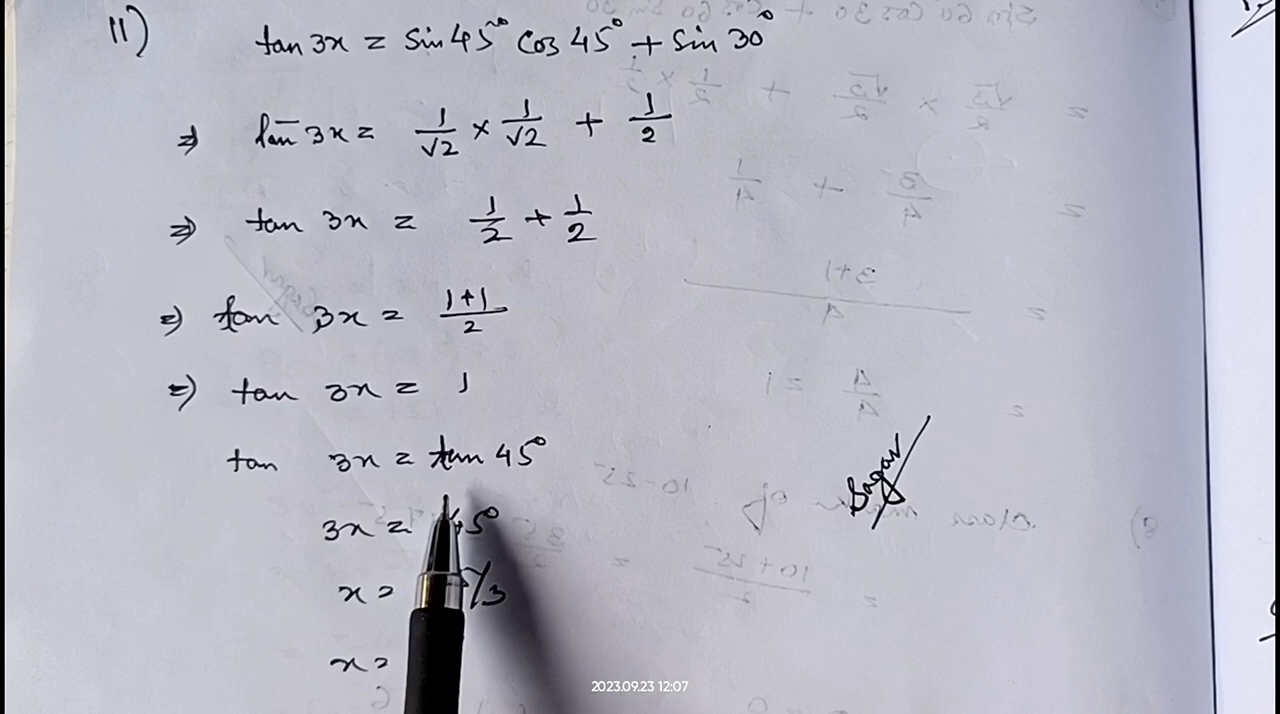 11) tan 3x = Sin 45° Cos 45° + Sin 30°
⇒ tan 3x = 1/√2 × 1/√2 + 1/2
⇒ tan 3x = 1/2 + 1/2
⇒ tan 3x = 1+1/2
⇒ tan 3x = 1
tan 3x = tan 45°
3x = 45°
x = /3
x =
Sagar
2023.09.23 12:07